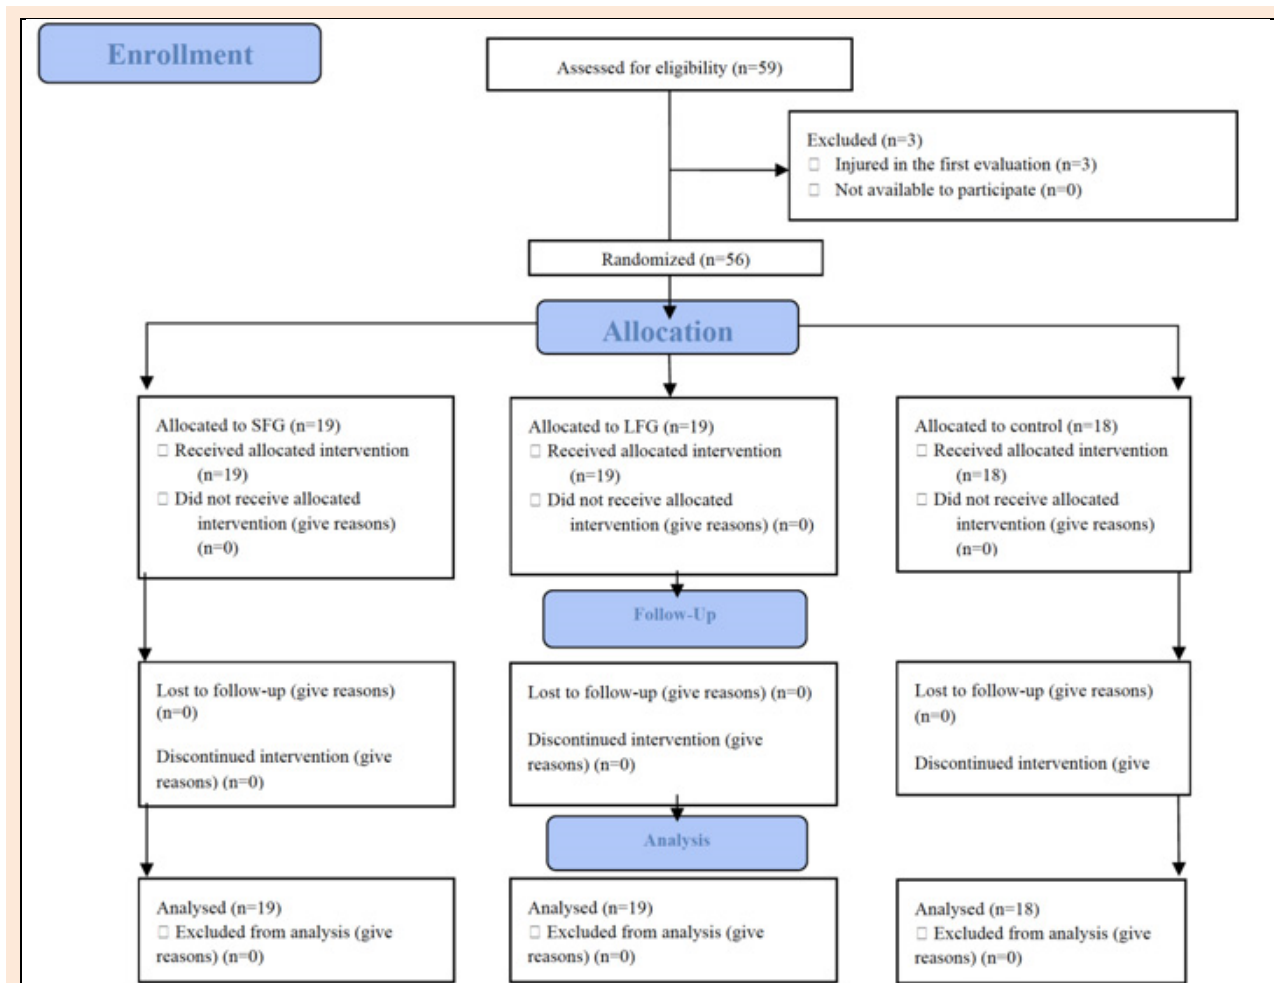 Enrollment
Assessed for eligibility (n=59)
Excluded (n=3)
Injured in the first evaluation (n=3)
Not available to participate (n=0)
Randomized (n=56)
Allocation
Allocated to SFG (n=19)
Received allocated intervention
(n=19)
Did not receive allocated
intervention (give reasons)
(n=0)
Allocated to LFG (n=19)
Received allocated intervention
(n=19)
Did not receive allocated
intervention (give reasons) (n=0)
Allocated to control (n=18)
Received allocated intervention
(n=18)
Did not receive allocated
intervention (give reasons)
(n=0)
Follow-Up
Lost to follow-up (give reasons)
(n=0)
Discontinued intervention (give
reasons) (n=0)
Lost to follow-up (give reasons) (n=0)
Discontinued intervention (give
reasons) (n=0)
Lost to follow-up (give reasons)
(n=0)
Discontinued intervention (give
Analysis
Analysed (n=19)
Excluded from analysis (give
reasons) (n=0)
Analysed (n=19)
Excluded from analysis (give
reasons) (n=0)
Analysed (n=18)
Excluded from analysis (give
reasons) (n=0)